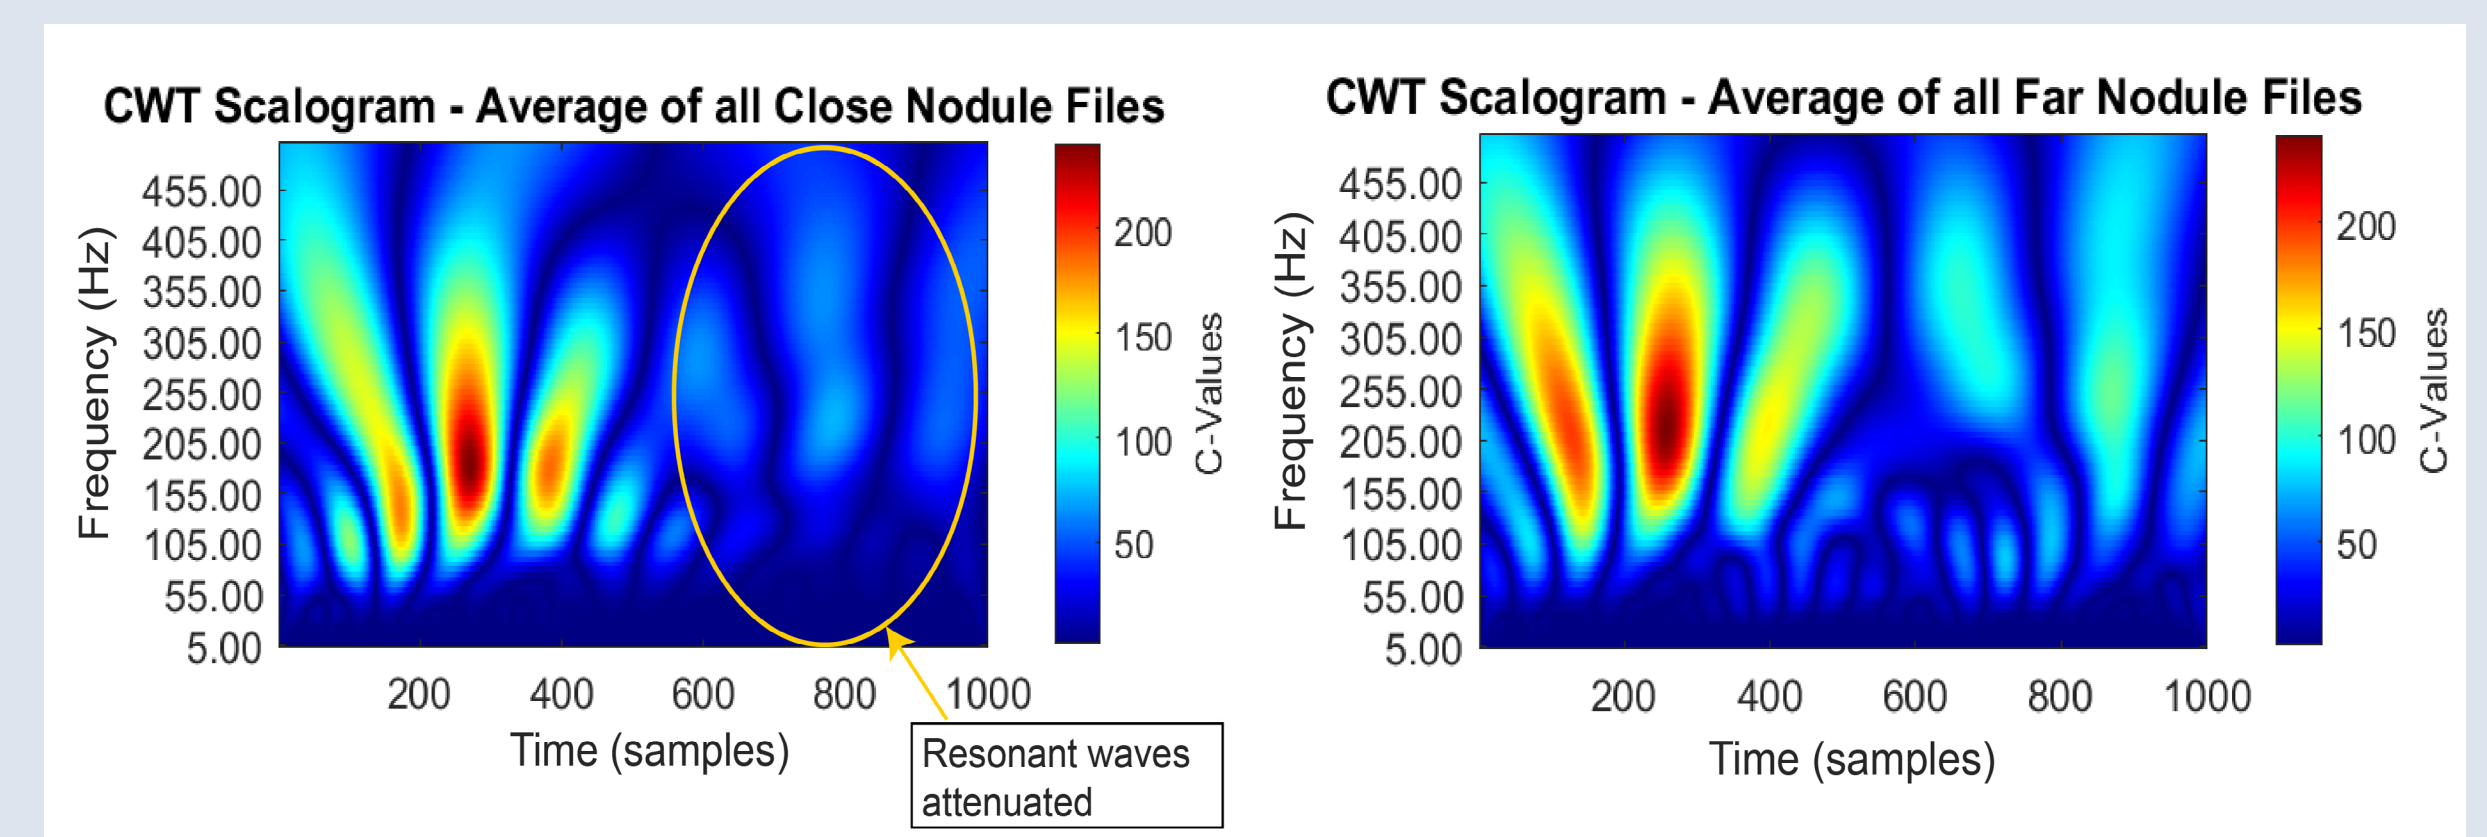 CWT Scalogram - Average of all Close Nodule Files
Frequency (Hz)
455.00
405.00
355.00
305.00
255.00
205.00
155.00
105.00
55.00
5.00
200 400 600 800 1000
Time (samples)
200
150
100
50
C-Values
Resonant waves
attenuated
CWT Scalogram - Average of all Far Nodule Files
Frequency (Hz)
455.00
405.00
355.00
305.00
255.00
205.00
155.00
105.00
55.00
5.00
200 400 600 800 1000
Time (samples)
200
150
100
50
C-Values